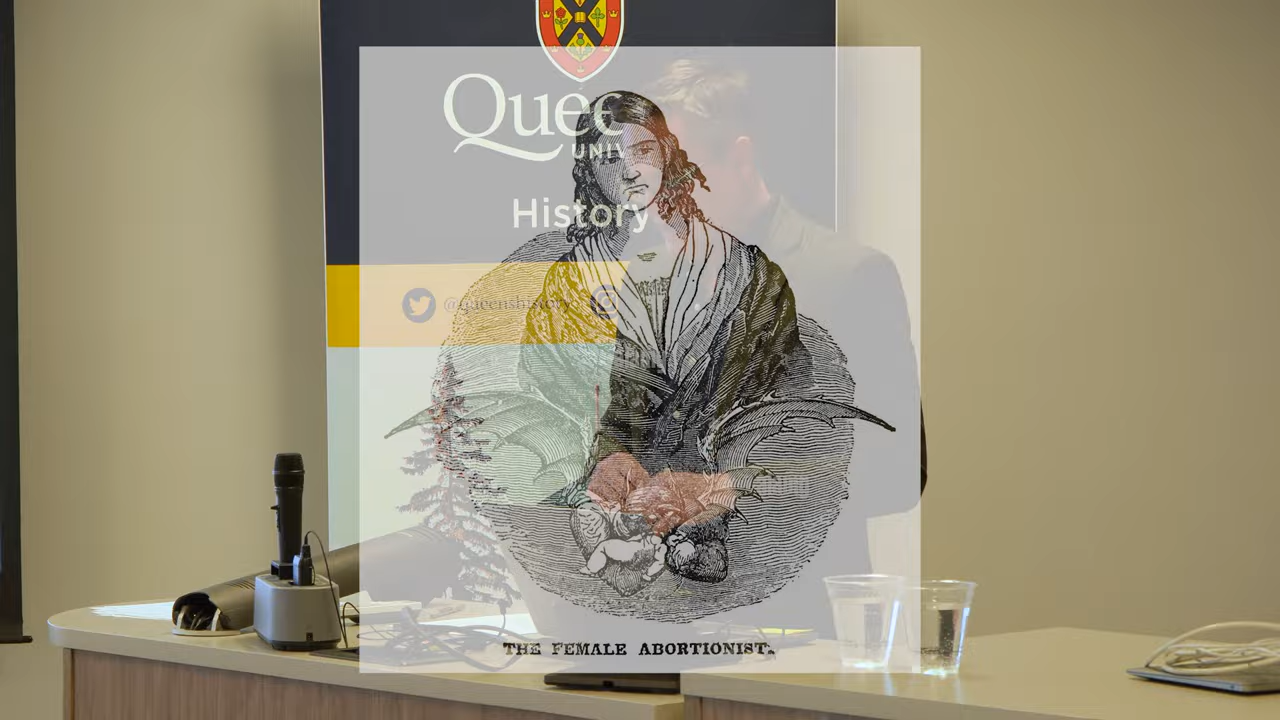 Quee
UNIV
History
@queenshistory
THE FEMALE ABORTIONIST.